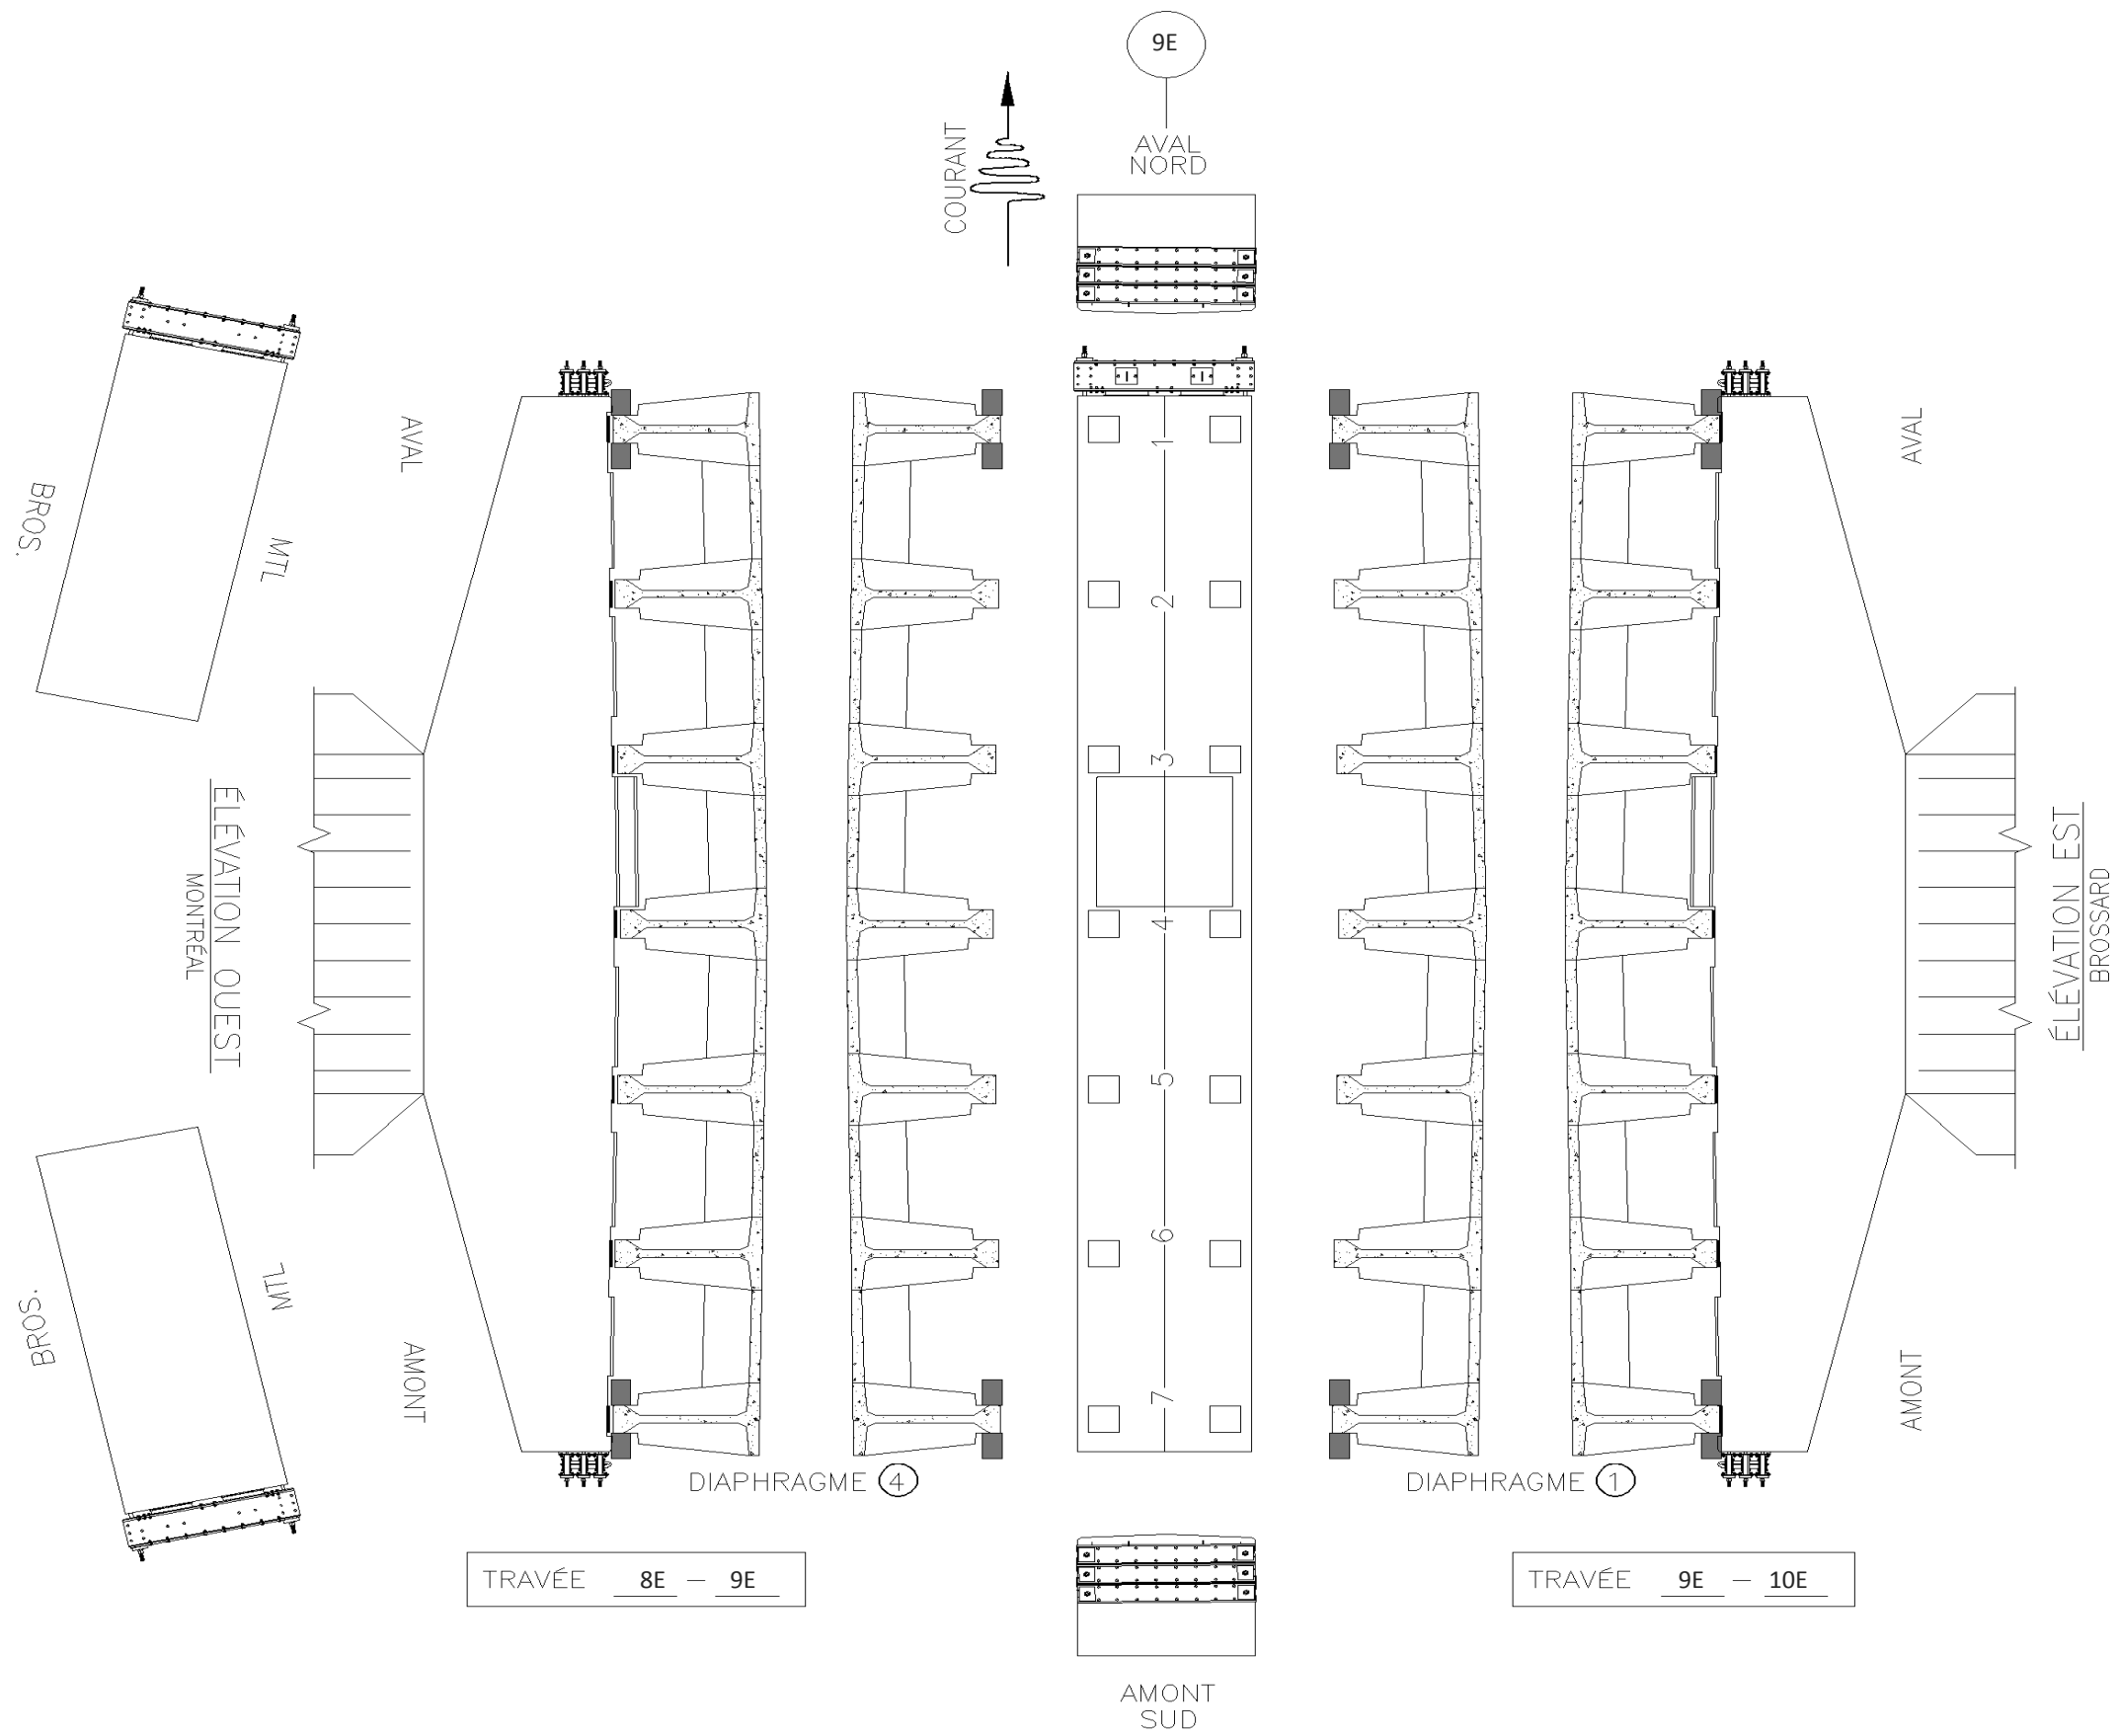 9E
AVAL
NORD
COURANT
BROS.
MTL
AVAL
AVAL
1
2
3
4
5
6
7
ÉLÉVATION OUEST
MONTRÉAL
ÉLÉVATION EST
BROSSARD
BROS.
MTL
AMONT
AMONT
DIAPHRAGME 4
DIAPHRAGME 1
TRAVÉE 8E – 9E
TRAVÉE 9E – 10E
AMONT
SUD